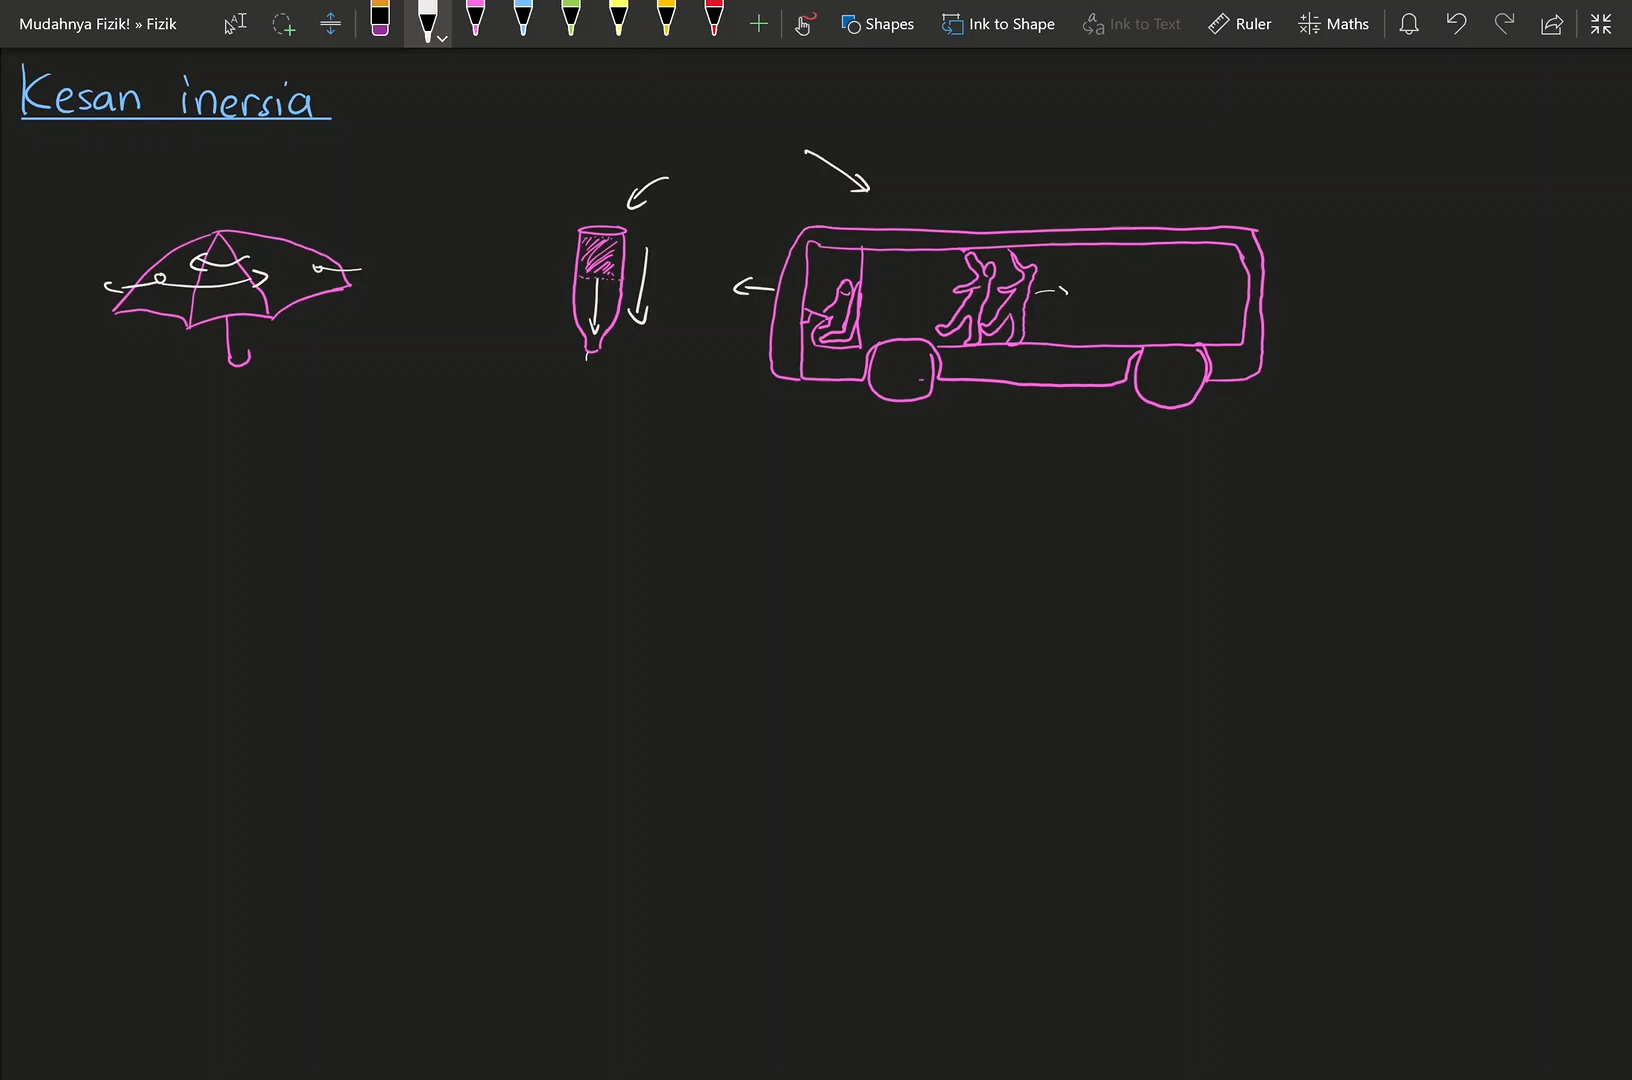 Mudahnya Fizik! » Fizik
Shapes
Ink to Shape
Ink to Text
Ruler
Maths
Kesan inersia